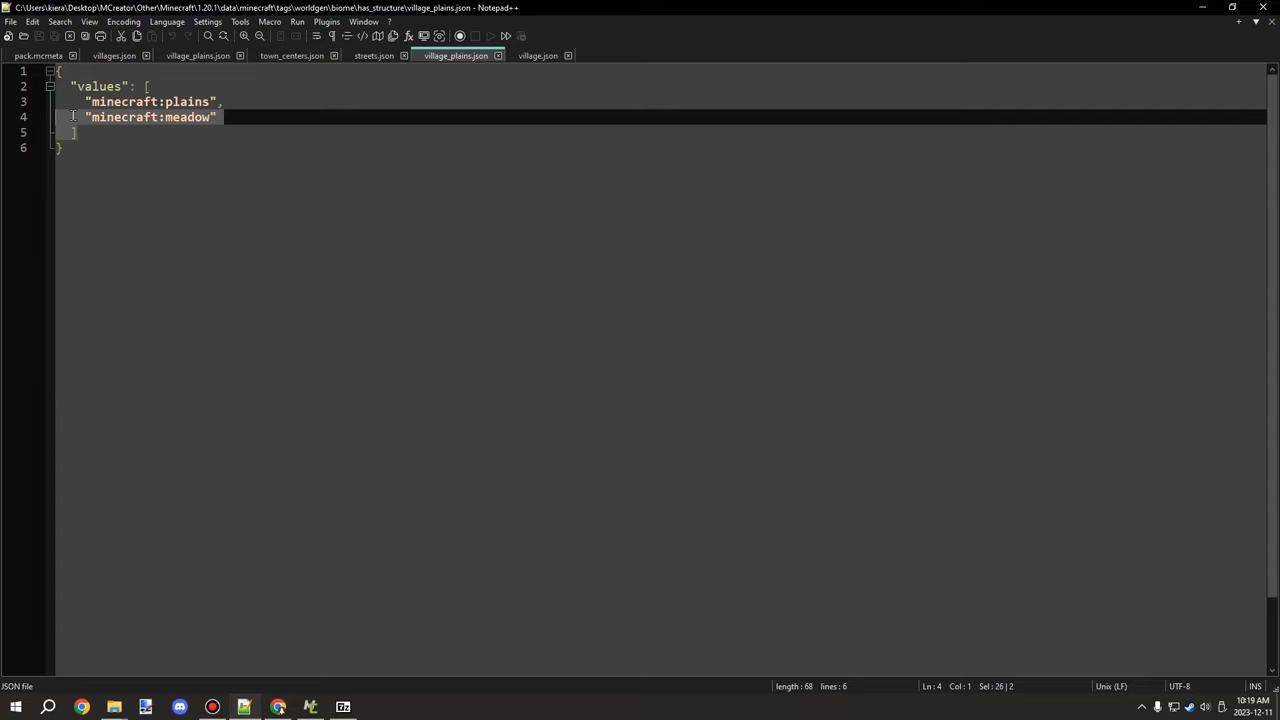 C:\Users\kiera\Desktop\MCreator\Other\Minecraft\1.20.1\data\minecraft\tags\worldgen\biome\has_structure\village_plains.json - Notepad++
File Edit Search View Encoding Language Settings Tools Macro Run Plugins Window ?
pack.mcmeta villages.json village_plains.json town_centers.json streets.json village_plains.json village.json
1 {
2 "values": [
3 "minecraft:plains",
4 "minecraft:meadow"
5 ]
6 }
JSON file length : 68 lines : 6 Ln : 4 Col : 1 Sel : 26 | 2 Unix (LF) UTF-8 INS
10:19 AM
2023-12-11